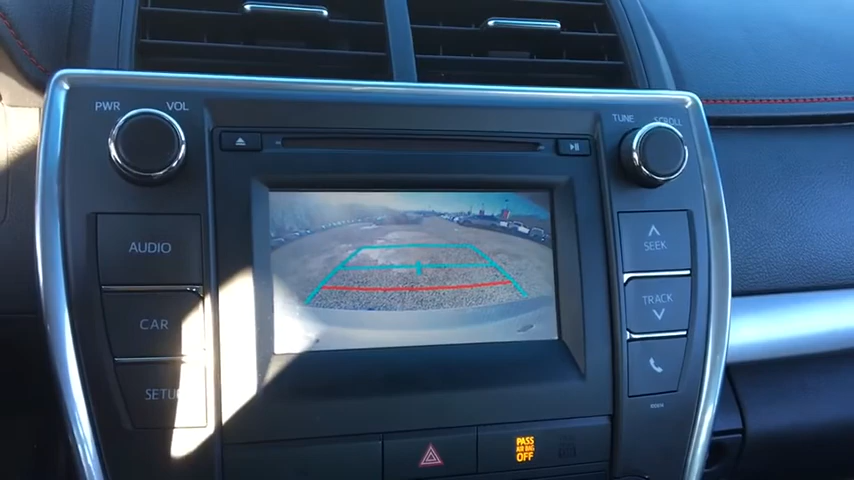 PWR
VOL
TUNE
SCROLL
AUDIO
SEEK
CAR
TRACK
SETUP
PASS
AIR BAG
OFF